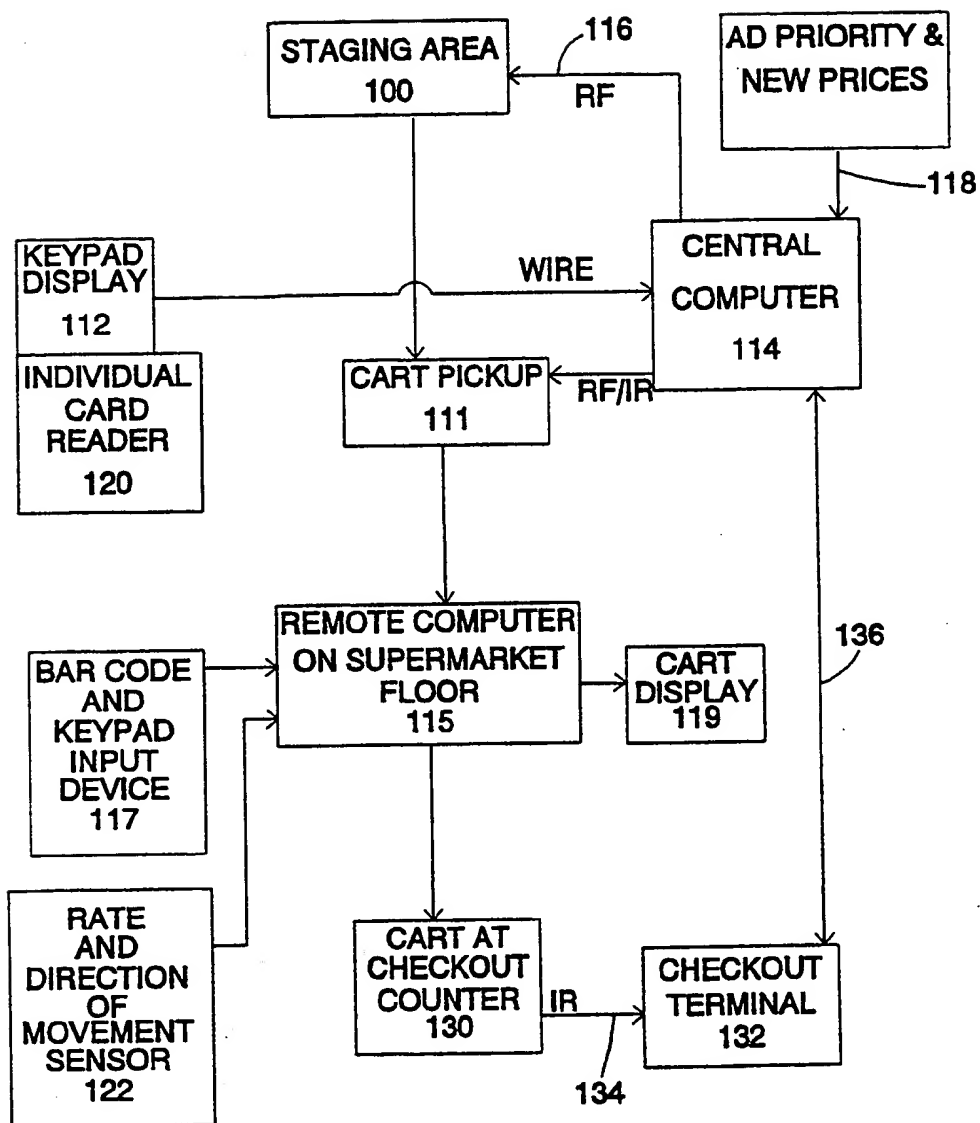 STAGING AREA
100
116
RF
AD PRIORITY &
NEW PRICES
118
KEYPAD
DISPLAY
112
WIRE
CENTRAL
COMPUTER
114
INDIVIDUAL
CARD
READER
120
CART PICKUP
111
RF/IR
REMOTE COMPUTER
ON SUPERMARKET
FLOOR
115
BAR CODE
AND
KEYPAD
INPUT
DEVICE
117
CART
DISPLAY
119
136
RATE
AND
DIRECTION
OF
MOVEMENT
SENSOR
122
CART AT
CHECKOUT
COUNTER
130
IR
134
CHECKOUT
TERMINAL
132